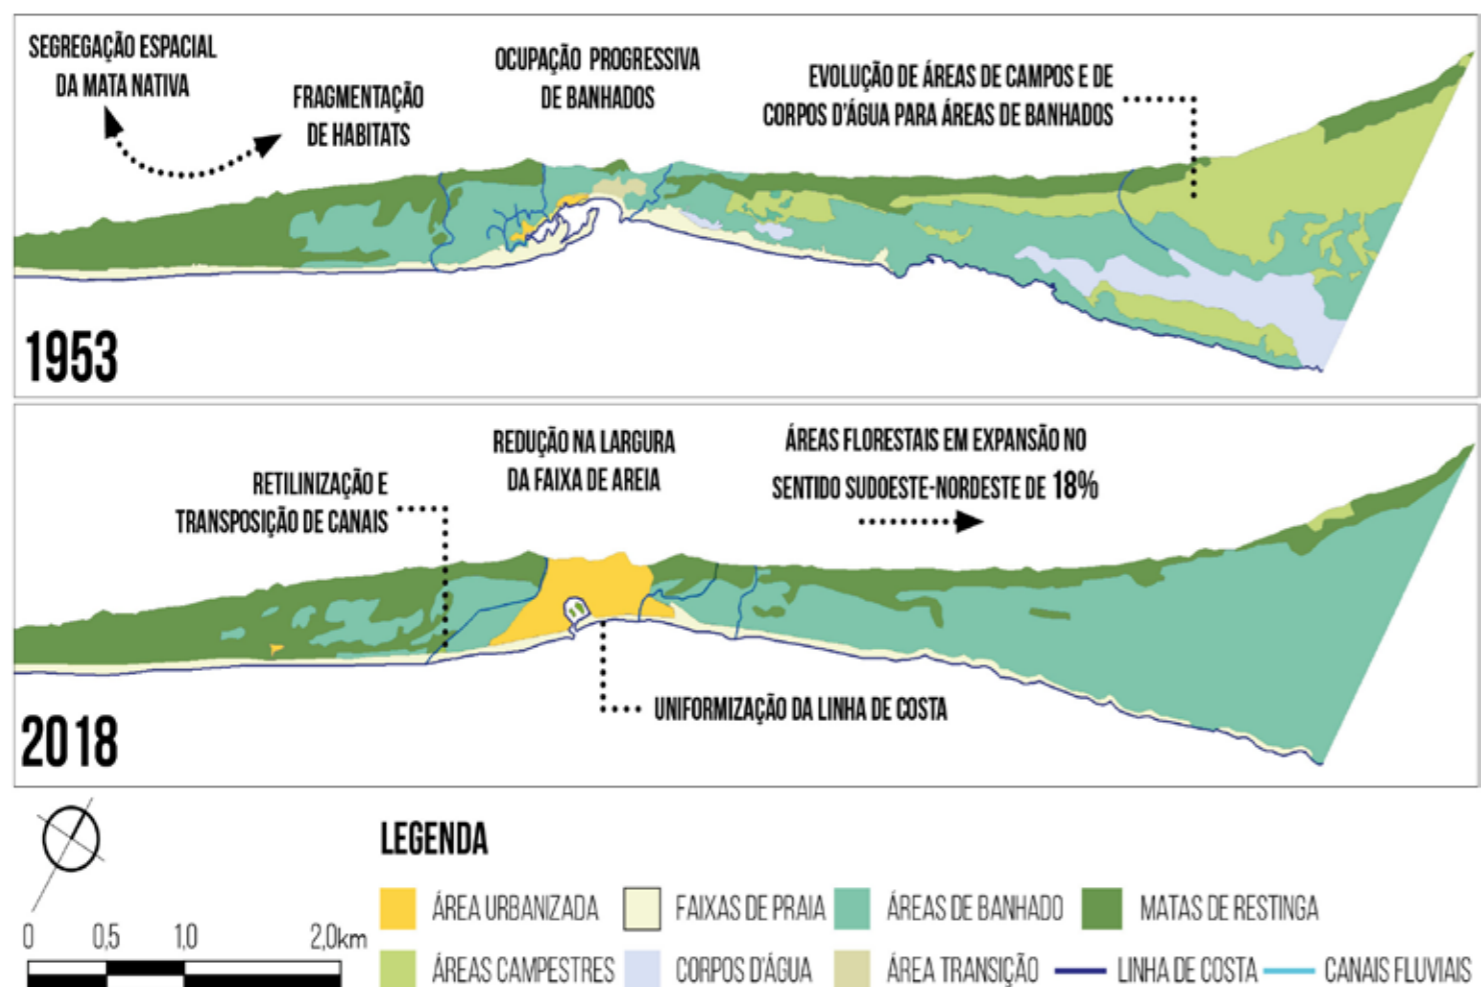 SEGREGAÇÃO ESPACIAL
DA MATA NATIVA
FRAGMENTAÇÃO
DE HABITATS
OCUPAÇÃO PROGRESSIVA
DE BANHADOS
EVOLUÇÃO DE ÁREAS DE CAMPOS E DE
CORPOS D'ÁGUA PARA ÁREAS DE BANHADOS
1953
RETILINIZAÇÃO E
TRANSPOSIÇÃO DE CANAIS
REDUÇÃO NA LARGURA
DA FAIXA DE AREIA
ÁREAS FLORESTAIS EM EXPANSÃO NO
SENTIDO SUDOESTE-NORDESTE DE 18%
UNIFORMIZAÇÃO DA LINHA DE COSTA
2018
0 0,5 1,0 2,0km
LEGENDA
ÁREA URBANIZADA FAIXAS DE PRAIA ÁREAS DE BANHADO MATAS DE RESTINGA
ÁREAS CAMPESTRES CORPOS D'ÁGUA ÁREA TRANSIÇÃO LINHA DE COSTA CANAIS FLUVIAIS